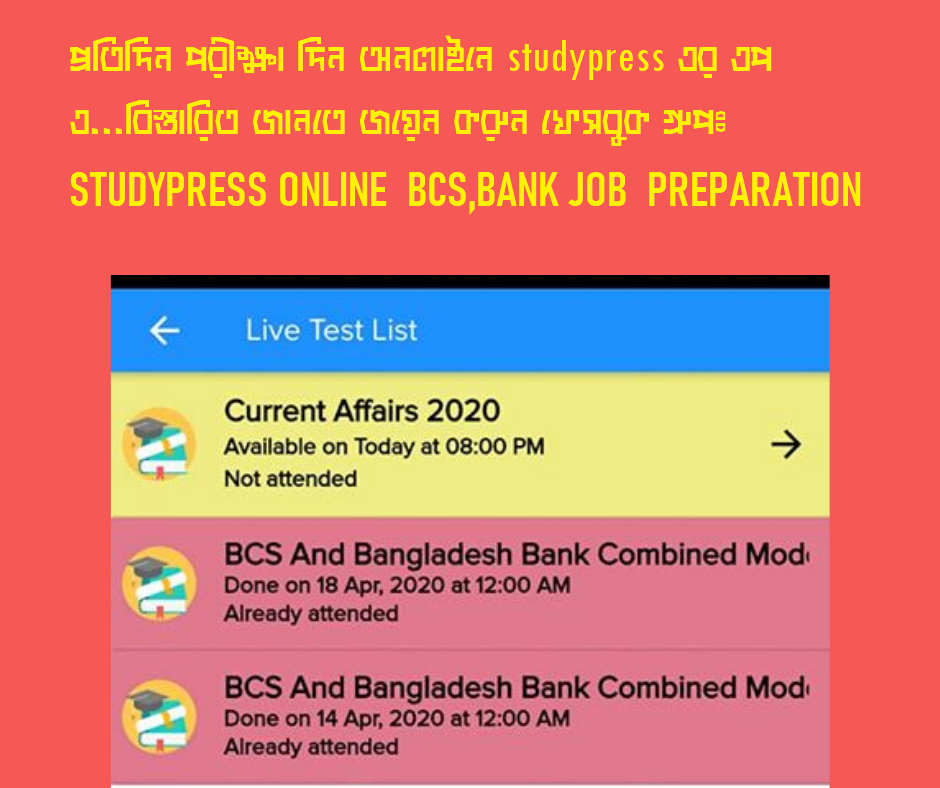 প্রতিদিন পরীক্ষা দিন অনলাইনে studypress এর এপ
এ...বিস্তারিত জানতে জয়েন করুন ফেসবুক গ্রুপঃ
STUDYPRESS ONLINE BCS,BANK JOB PREPARATION
Live Test List
Current Affairs 2020
Available on Today at 08:00 PM
Not attended
BCS And Bangladesh Bank Combined Mod
Done on 18 Apr, 2020 at 12:00 AM
Already attended
BCS And Bangladesh Bank Combined Mod
Done on 14 Apr, 2020 at 12:00 AM
Already attended